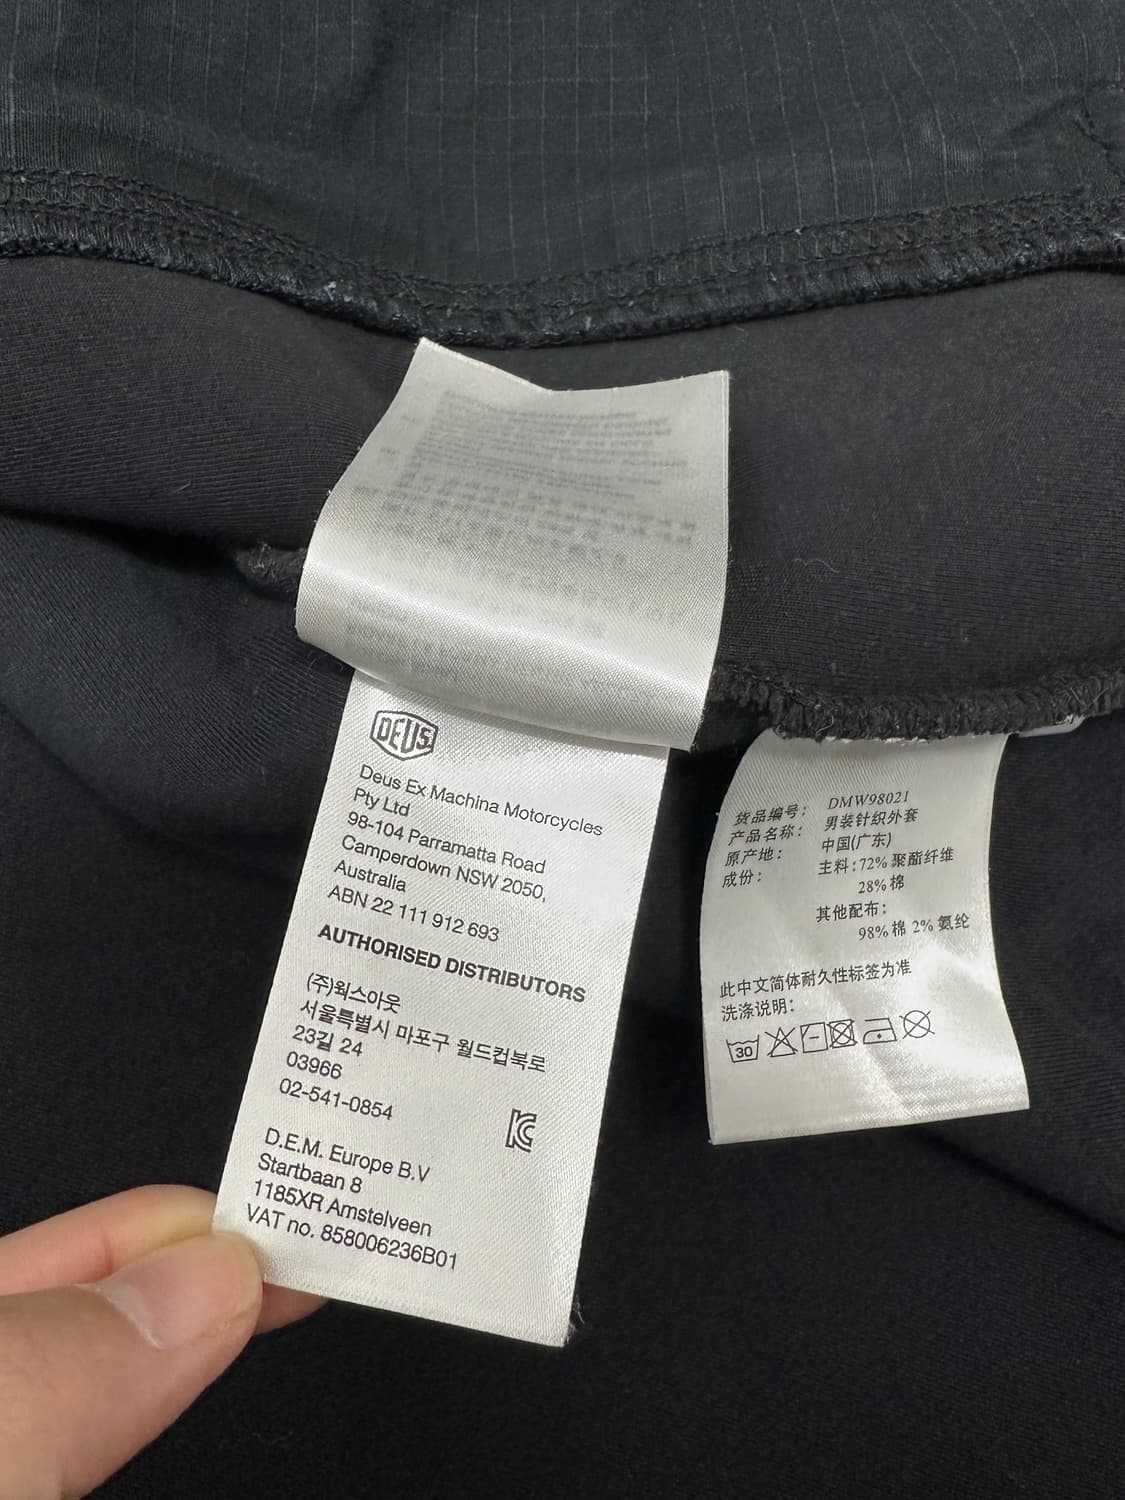 DEUS
Deus Ex Machina Motorcycles
Pty Ltd
98-104 Parramatta Road
Camperdown NSW 2050,
Australia
ABN 22 111 912 693
AUTHORISED DISTRIBUTORS
(주)웍스아웃
서울특별시 마포구 월드컵북로
23길 24
03966
02-541-0854
D.E.M. Europe B.V
Startbaan 8
1185XR Amstelveen
VAT no. 858006236B01
货品编号: DMW98021
产品名称: 男装针织外套
原产地: 中国(广东)
成份: 主料:72% 聚酯纤维
28% 棉
其他配布:
98% 棉 2% 氨纶
此中文简体耐久性标签为准
洗涤说明:
30